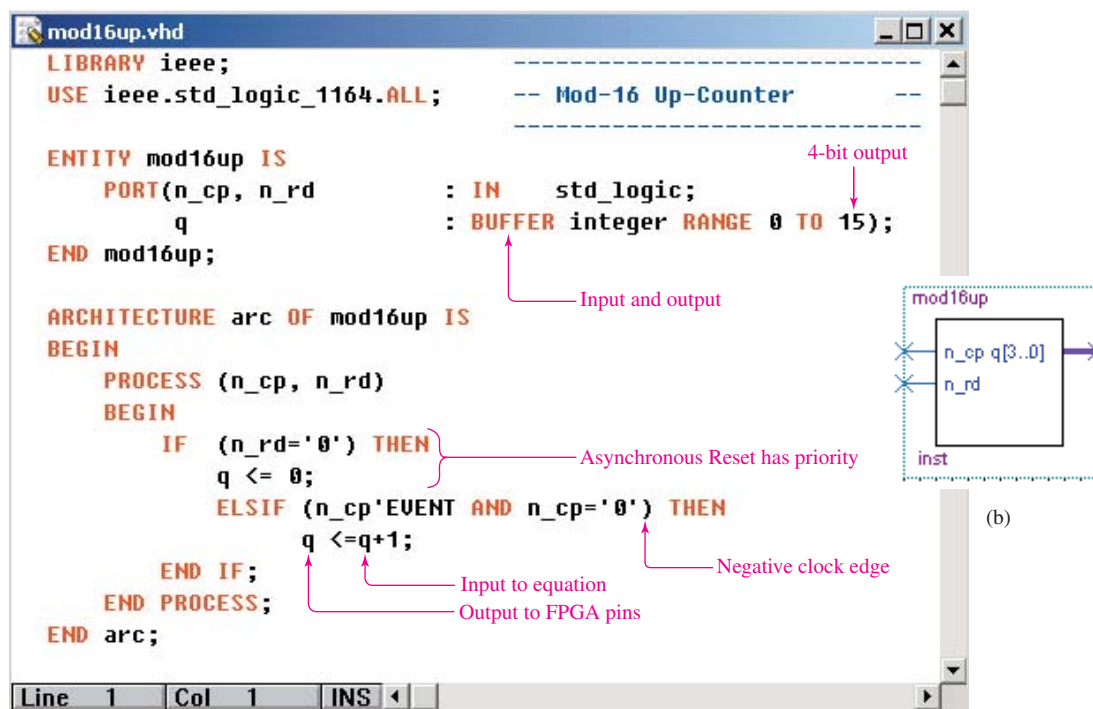 mod16up.vhd
LIBRARY ieee;
------------------------------
USE ieee.std_logic_1164.ALL;
-- Mod-16 Up-Counter --
------------------------------
ENTITY mod16up IS
4-bit output
PORT(n_cp, n_rd : IN std_logic;
q : BUFFER integer RANGE 0 TO 15);
END mod16up;
Input and output
ARCHITECTURE arc OF mod16up IS
BEGIN
PROCESS (n_cp, n_rd)
BEGIN
IF (n_rd='0') THEN
Asynchronous Reset has priority
q <= 0;
ELSIF (n_cp'EVENT AND n_cp='0') THEN
q <=q+1;
Negative clock edge
END IF;
Input to equation
END PROCESS;
Output to FPGA pins
END arc;
Line 1 Col 1 INS
mod16up
n_cp q[3..0]
n_rd
inst
(b)